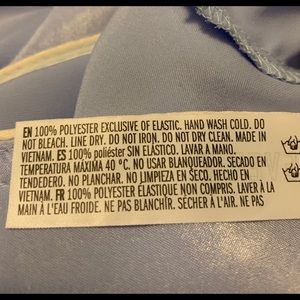 EN 100% POLYESTER EXCLUSIVE OF ELASTIC. HAND WASH COLD. DO
NOT BLEACH. LINE DRY. DO NOT IRON. DO NOT DRY CLEAN. MADE IN
VIETNAM. ES 100% poliéster SIN ELÁSTICO. LAVAR A MANO.
TEMPERATURA MÁXIMA 40 °C. NO USAR BLANQUEADOR. SECADO EN
TENDEDERO. NO PLANCHAR. NO LIMPIEZA EN SECO. HECHO EN
VIETNAM. FR 100% POLYESTER ELASTIQUE NON COMPRIS. LAVER À LA
MAIN À L'EAU FROIDE. NE PAS BLANCHIR. SÉCHER À L'AIR. NE PAS